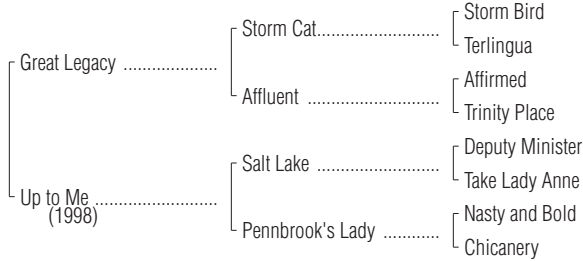 Storm Bird
Storm Cat
Terlingua
Great Legacy
Affirmed
Affluent
Trinity Place
Deputy Minister
Salt Lake
Take Lady Anne
Up to Me
(1998)
Nasty and Bold
Pennbrook's Lady
Chicanery